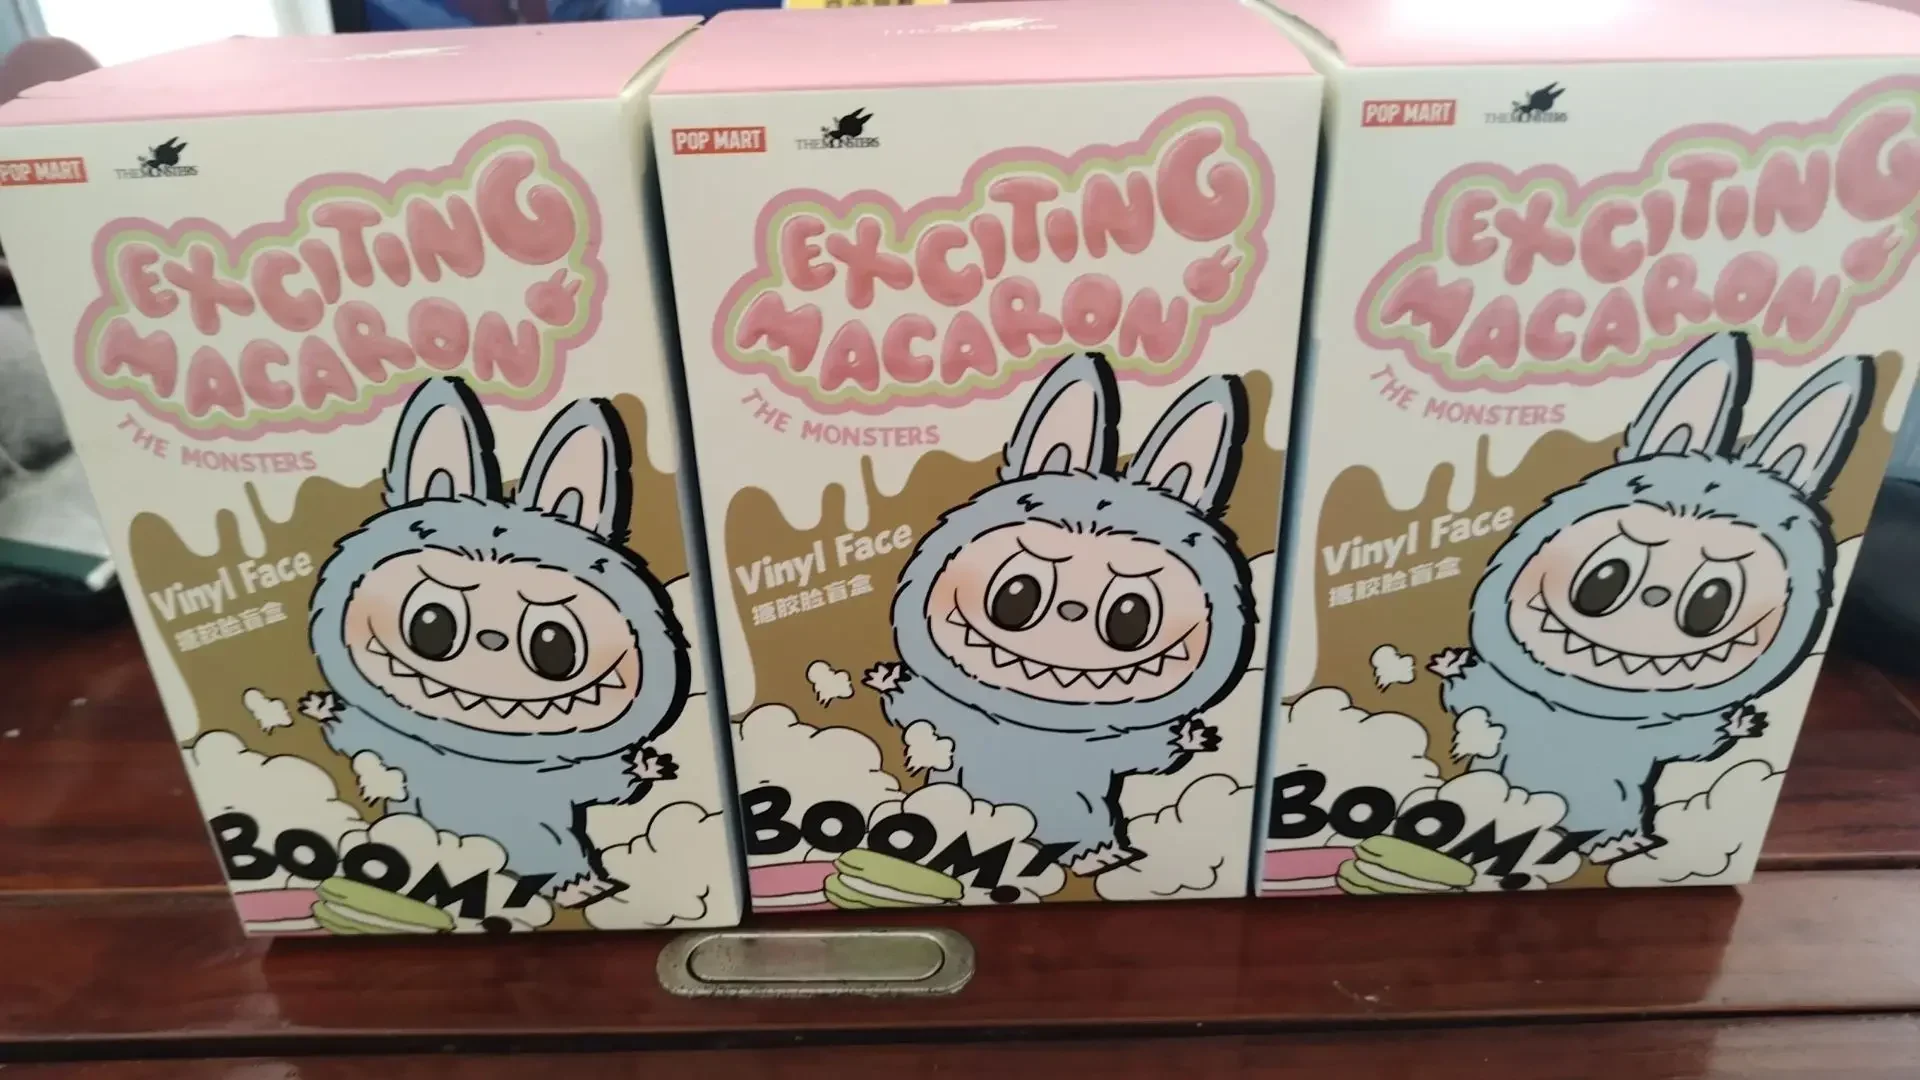 POP MART
THE MONSTERS
EXCITING
MACARON
THE MONSTERS
Vinyl Face
搪胶脸盲盒
BOOM!
POP MART
THE MONSTERS
EXCITING
MACARON
THE MONSTERS
Vinyl Face
搪胶脸盲盒
BOOM!
POP MART
THE MONSTERS
EXCITING
MACARON
THE MONSTERS
Vinyl Face
搪胶脸盲盒
BOOM!